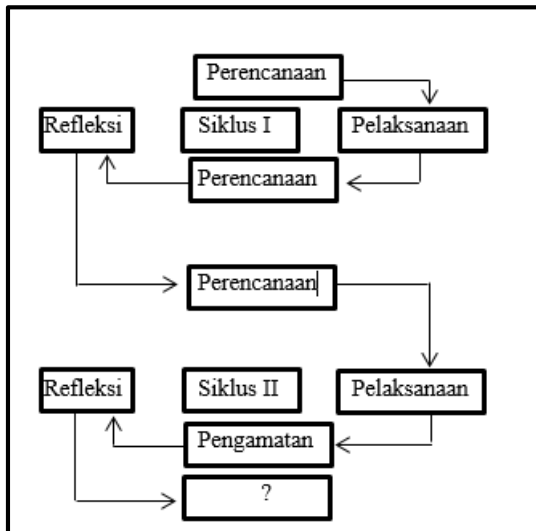 Perencanaan
Refleksi
Siklus I
Pelaksanaan
Perencanaan
Perencanaan
Refleksi
Siklus II
Pelaksanaan
Pengamatan
?